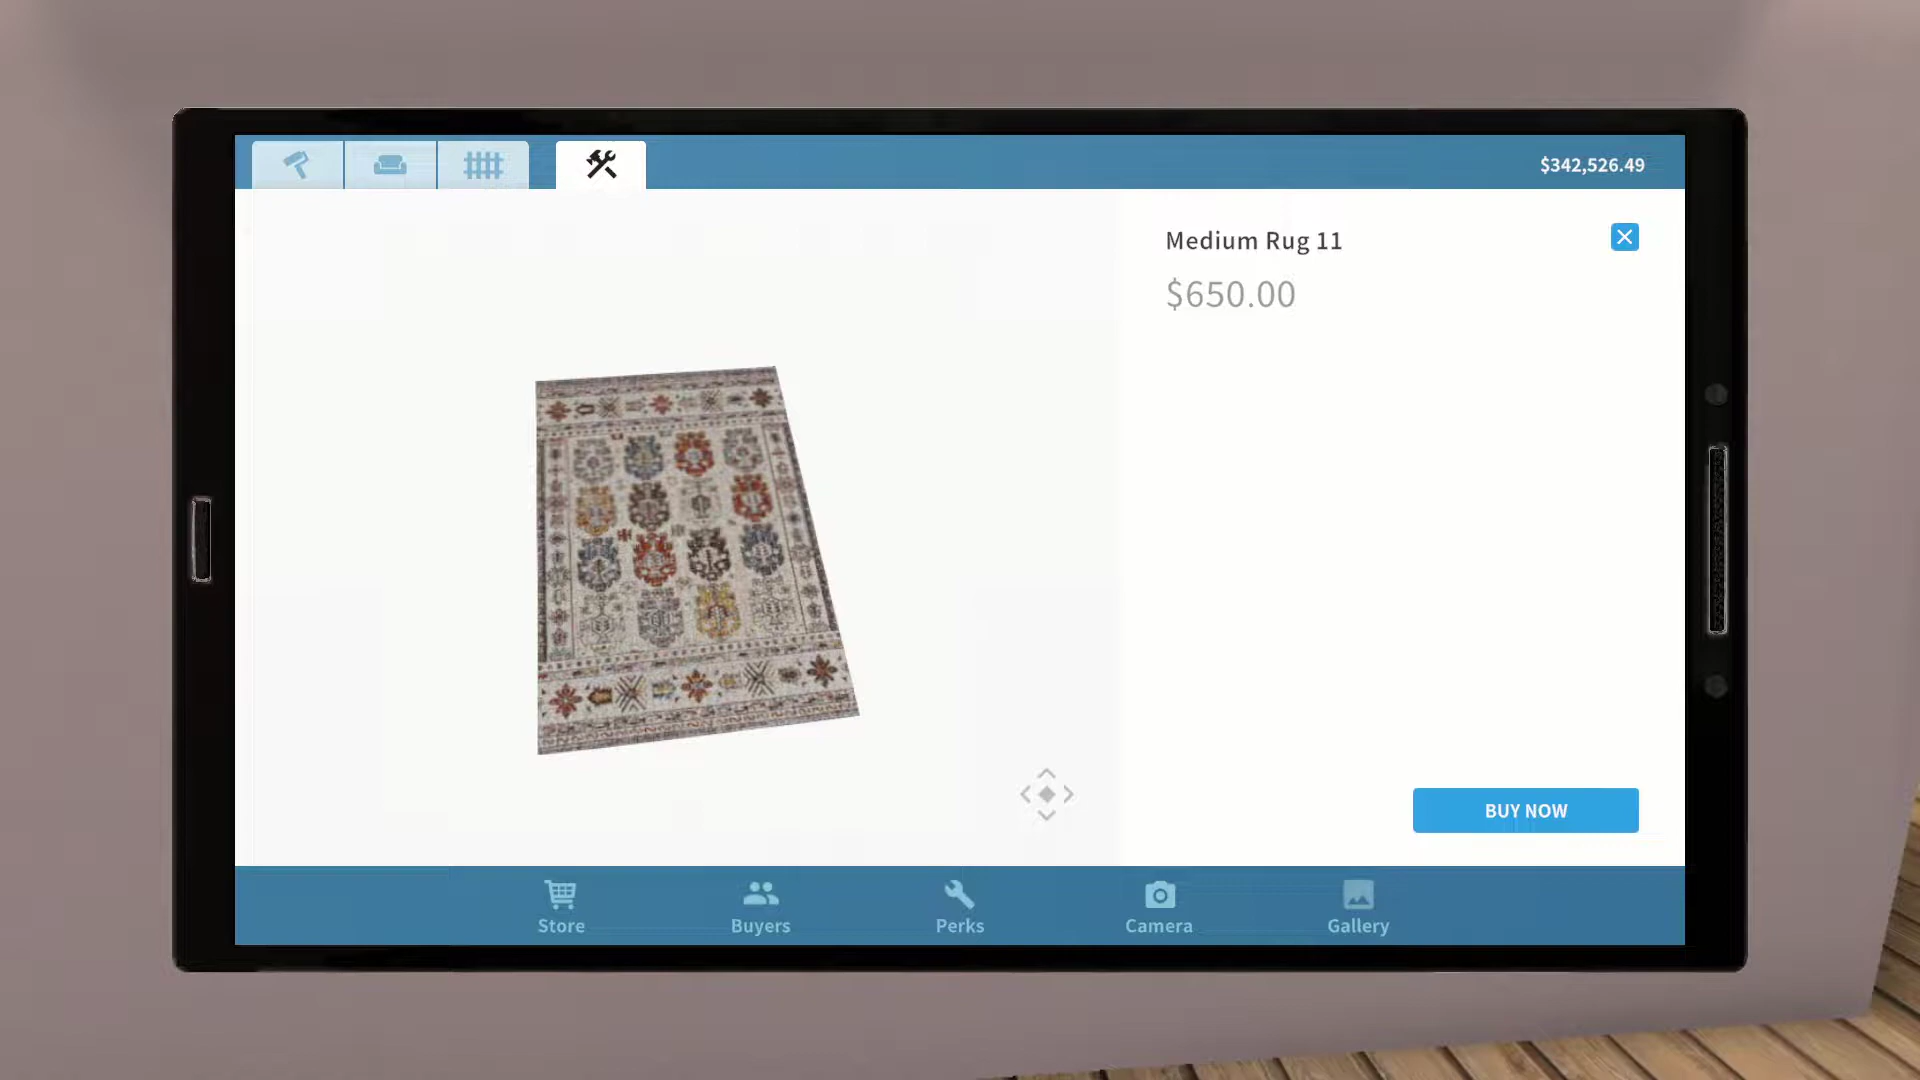 $342,526.49
Medium Rug 11
$650.00
BUY NOW
Store
Buyers
Perks
Camera
Gallery